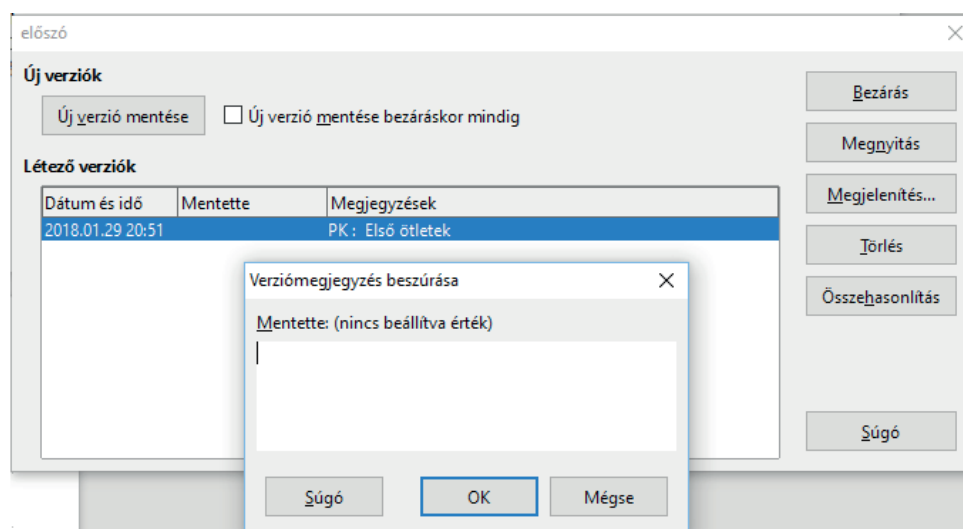 előszó
Új verziók
Új verzió mentése
Új verzió mentése bezáráskor mindig
Létező verziók
Dátum és idő Mentette Megjegyzések
2018.01.29 20:51 PK : Első ötletek
Bezárás
Megnyitás
Megjelenítés...
Törlés
Összehasonlítás
Súgó
Verziómegjegyzés beszúrása
Mentette: (nincs beállítva érték)
Súgó OK Mégse